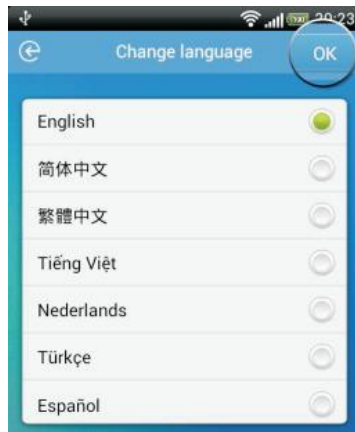 20:23
Change language
OK
English
简体中文
繁體中文
Tiếng Việt
Nederlands
Türkçe
Español